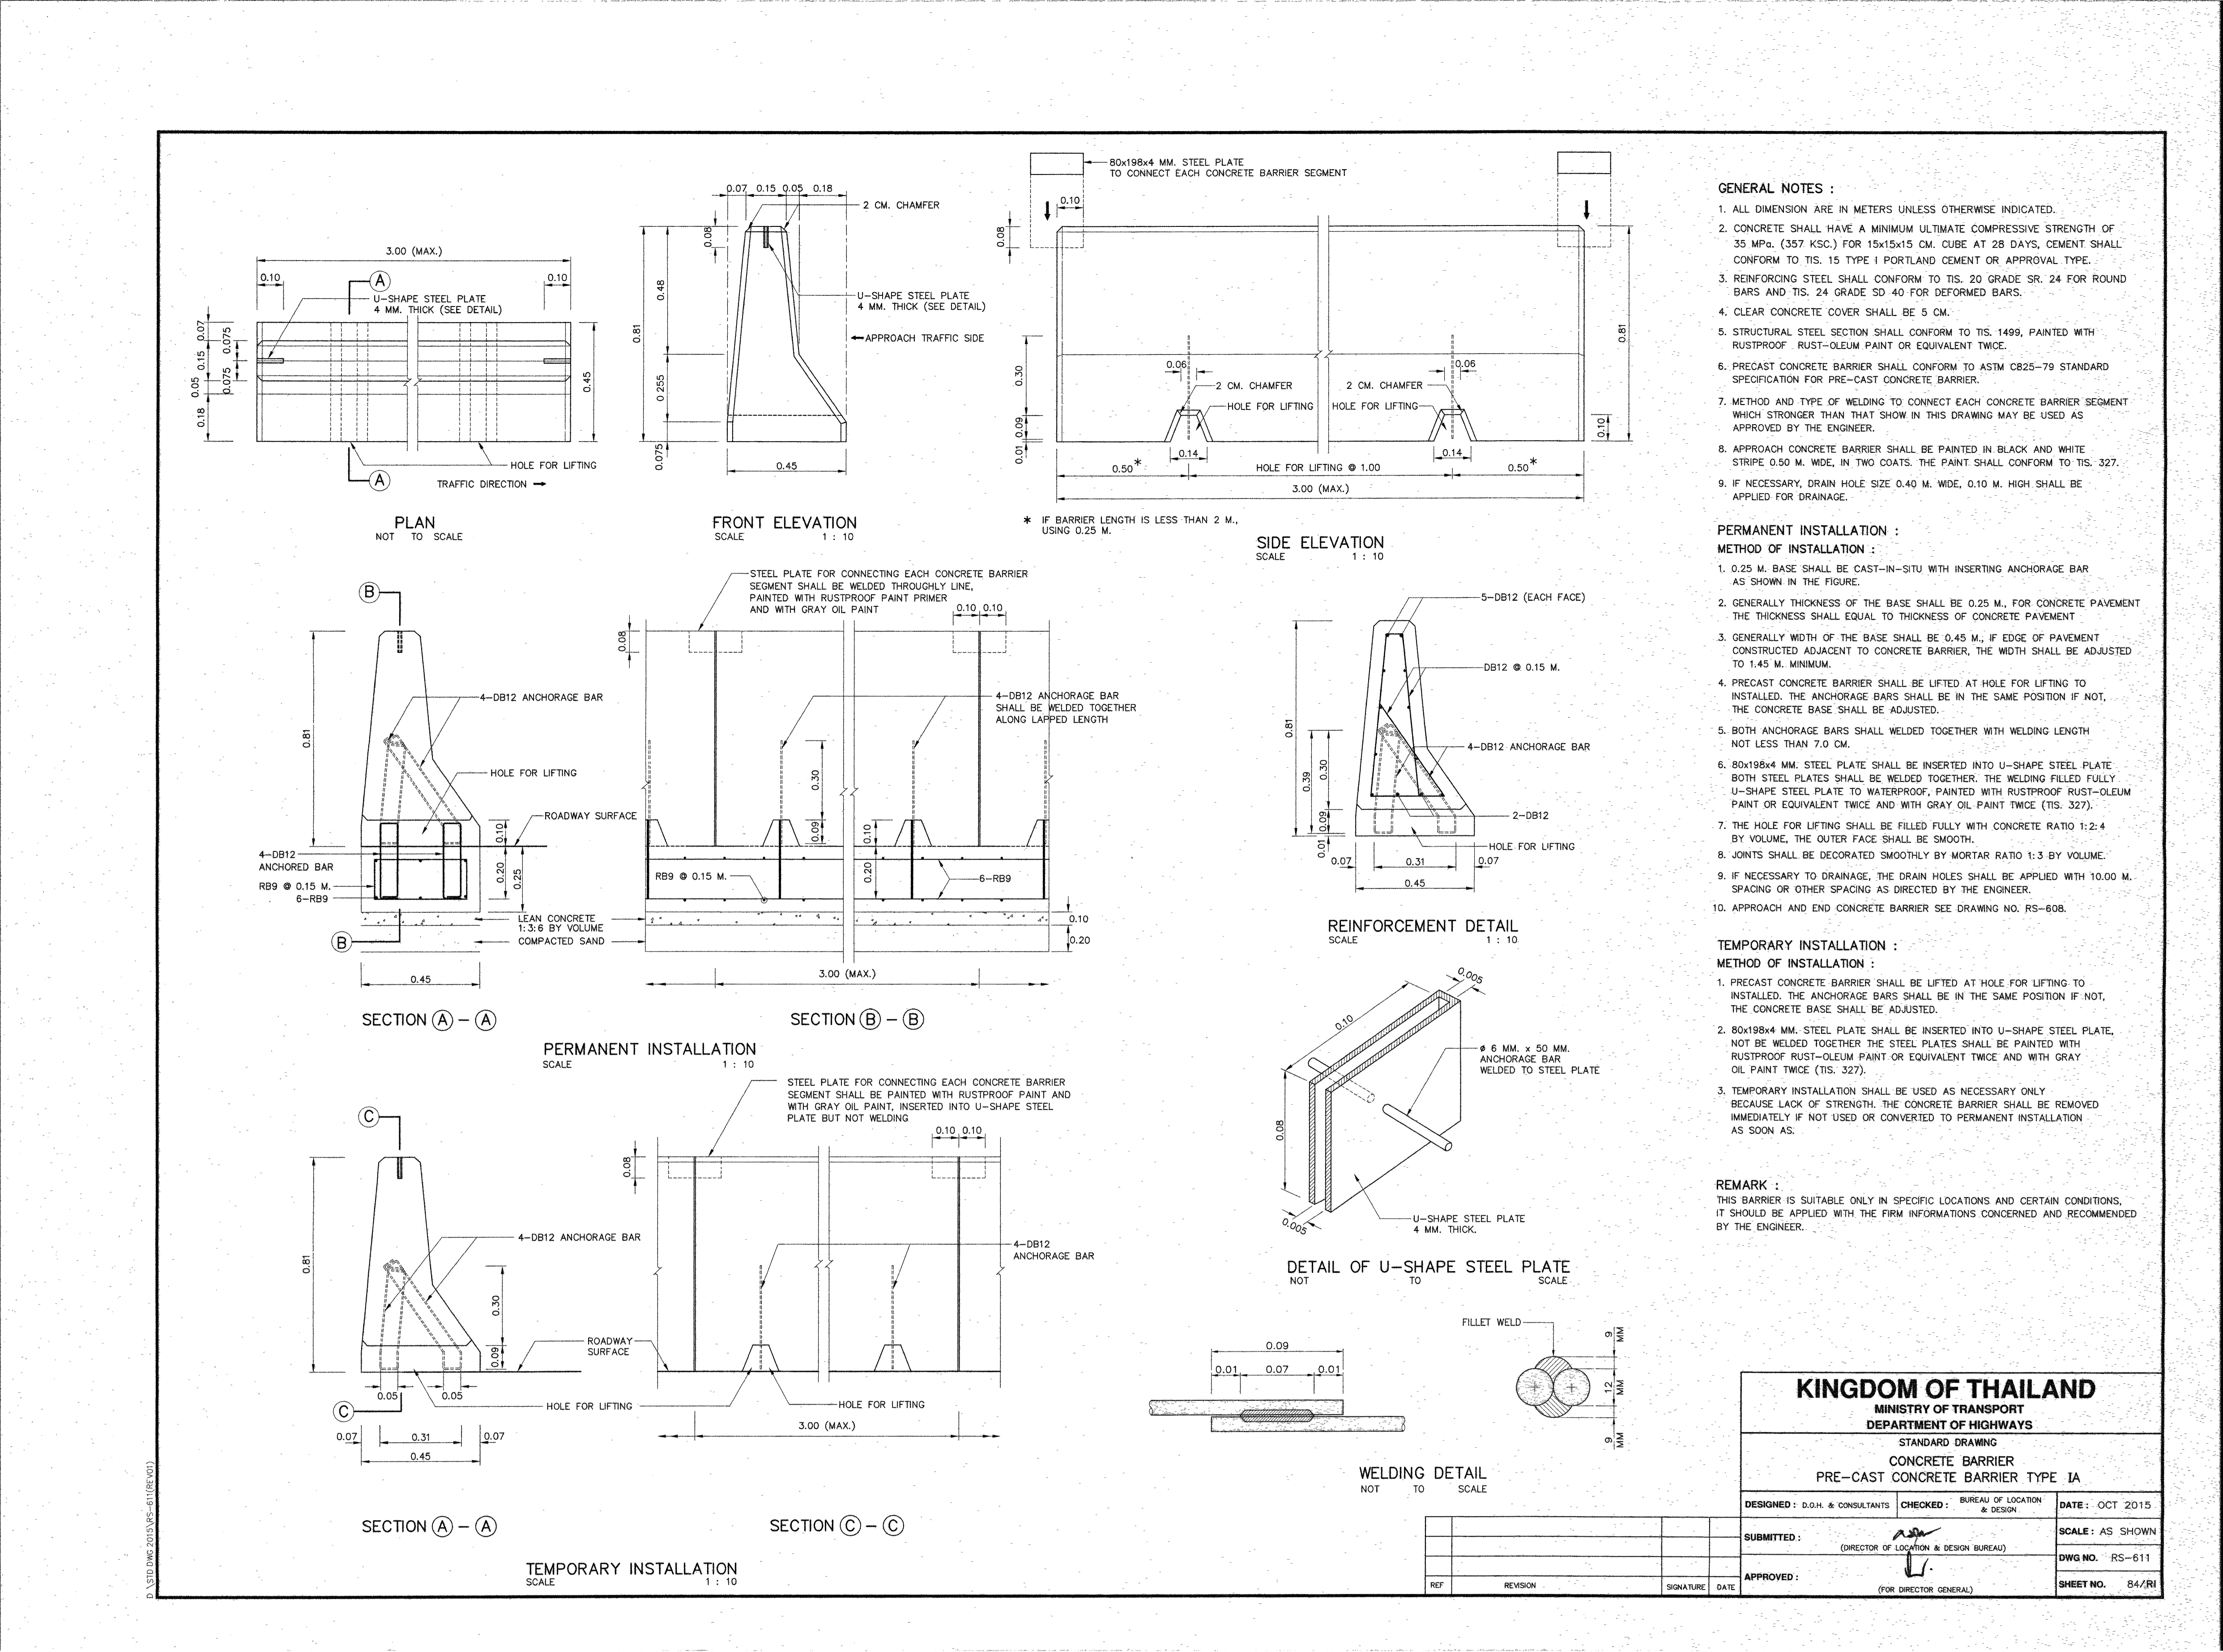 80x198x4 MM. STEEL PLATE
TO CONNECT EACH CONCRETE BARRIER SEGMENT
3.00 (MAX.)
0.10
0.10
A
U-SHAPE STEEL PLATE
4 MM. THICK (SEE DETAIL)
0.07
0.15
0.05
0.18
0.075
0.075
0.45
HOLE FOR LIFTING
A
TRAFFIC DIRECTION
PLAN
NOT TO SCALE
0.07 0.15 0.05 0.18
2 CM. CHAMFER
0.08
0.48
0.81
0.255
0.075
U-SHAPE STEEL PLATE
4 MM. THICK (SEE DETAIL)
APPROACH TRAFFIC SIDE
0.45
FRONT ELEVATION
SCALE 1 : 10
0.10
0.08
0.81
0.30
0.09
0.01
0.06
0.06
2 CM. CHAMFER
2 CM. CHAMFER
HOLE FOR LIFTING
HOLE FOR LIFTING
0.10
0.14
0.14
0.50*
HOLE FOR LIFTING @ 1.00
0.50*
3.00 (MAX.)
* IF BARRIER LENGTH IS LESS THAN 2 M.,
USING 0.25 M.
SIDE ELEVATION
SCALE 1 : 10
B
STEEL PLATE FOR CONNECTING EACH CONCRETE BARRIER
SEGMENT SHALL BE WELDED THROUGHLY LINE,
PAINTED WITH RUSTPROOF PAINT PRIMER
AND WITH GRAY OIL PAINT
0.10 0.10
0.08
0.81
4-DB12 ANCHORAGE BAR
4-DB12 ANCHORAGE BAR
SHALL BE WELDED TOGETHER
ALONG LAPPED LENGTH
HOLE FOR LIFTING
0.30
ROADWAY SURFACE
0.10
0.09
0.10
4-DB12
ANCHORED BAR
RB9 @ 0.15 M.
6-RB9
0.20
0.25
RB9 @ 0.15 M.
0.20
6-RB9
LEAN CONCRETE
1:3:6 BY VOLUME
COMPACTED SAND
0.10
0.20
B
0.45
3.00 (MAX.)
SECTION A - A
SECTION B - B
PERMANENT INSTALLATION
SCALE 1 : 10
5-DB12 (EACH FACE)
DB12 @ 0.15 M.
4-DB12 ANCHORAGE BAR
0.81
0.39
0.30
0.09
0.01
2-DB12
HOLE FOR LIFTING
0.07
0.31
0.07
0.45
REINFORCEMENT DETAIL
SCALE 1 : 10
0.005
0.10
0.08
0.005
ø 6 MM. x 50 MM.
ANCHORAGE BAR
WELDED TO STEEL PLATE
U-SHAPE STEEL PLATE
4 MM. THICK.
DETAIL OF U-SHAPE STEEL PLATE
NOT TO SCALE
STEEL PLATE FOR CONNECTING EACH CONCRETE BARRIER
SEGMENT SHALL BE PAINTED WITH RUSTPROOF PAINT AND
WITH GRAY OIL PAINT, INSERTED INTO U-SHAPE STEEL
PLATE BUT NOT WELDING
C
0.10 0.10
0.08
0.81
4-DB12 ANCHORAGE BAR
4-DB12
ANCHORAGE BAR
0.30
0.09
ROADWAY
SURFACE
0.05
0.05
C
HOLE FOR LIFTING
HOLE FOR LIFTING
0.07
0.31
0.07
0.45
3.00 (MAX.)
SECTION A - A
SECTION C - C
TEMPORARY INSTALLATION
SCALE 1 : 10
FILLET WELD
0.09
0.01 0.07 0.01
9 MM
12 MM
9 MM
WELDING DETAIL
NOT TO SCALE
GENERAL NOTES :
1. ALL DIMENSION ARE IN METERS UNLESS OTHERWISE INDICATED.
2. CONCRETE SHALL HAVE A MINIMUM ULTIMATE COMPRESSIVE STRENGTH OF
35 MPa. (357 KSC.) FOR 15x15x15 CM. CUBE AT 28 DAYS, CEMENT SHALL
CONFORM TO TIS. 15 TYPE I PORTLAND CEMENT OR APPROVAL TYPE.
3. REINFORCING STEEL SHALL CONFORM TO TIS. 20 GRADE SR. 24 FOR ROUND
BARS AND TIS. 24 GRADE SD 40 FOR DEFORMED BARS.
4. CLEAR CONCRETE COVER SHALL BE 5 CM.
5. STRUCTURAL STEEL SECTION SHALL CONFORM TO TIS. 1499, PAINTED WITH
RUSTPROOF RUST-OLEUM PAINT OR EQUIVALENT TWICE.
6. PRECAST CONCRETE BARRIER SHALL CONFORM TO ASTM C825-79 STANDARD
SPECIFICATION FOR PRE-CAST CONCRETE BARRIER.
7. METHOD AND TYPE OF WELDING TO CONNECT EACH CONCRETE BARRIER SEGMENT
WHICH STRONGER THAN THAT SHOW IN THIS DRAWING MAY BE USED AS
APPROVED BY THE ENGINEER.
8. APPROACH CONCRETE BARRIER SHALL BE PAINTED IN BLACK AND WHITE
STRIPE 0.50 M. WIDE, IN TWO COATS. THE PAINT SHALL CONFORM TO TIS. 327.
9. IF NECESSARY, DRAIN HOLE SIZE 0.40 M. WIDE, 0.10 M. HIGH SHALL BE
APPLIED FOR DRAINAGE.
PERMANENT INSTALLATION :
METHOD OF INSTALLATION :
1. 0.25 M. BASE SHALL BE CAST-IN-SITU WITH INSERTING ANCHORAGE BAR
AS SHOWN IN THE FIGURE.
2. GENERALLY THICKNESS OF THE BASE SHALL BE 0.25 M., FOR CONCRETE PAVEMENT
THE THICKNESS SHALL EQUAL TO THICKNESS OF CONCRETE PAVEMENT
3. GENERALLY WIDTH OF THE BASE SHALL BE 0.45 M., IF EDGE OF PAVEMENT
CONSTRUCTED ADJACENT TO CONCRETE BARRIER, THE WIDTH SHALL BE ADJUSTED
TO 1.45 M. MINIMUM.
4. PRECAST CONCRETE BARRIER SHALL BE LIFTED AT HOLE FOR LIFTING TO
INSTALLED. THE ANCHORAGE BARS SHALL BE IN THE SAME POSITION IF NOT,
THE CONCRETE BASE SHALL BE ADJUSTED.
5. BOTH ANCHORAGE BARS SHALL WELDED TOGETHER WITH WELDING LENGTH
NOT LESS THAN 7.0 CM.
6. 80x198x4 MM. STEEL PLATE SHALL BE INSERTED INTO U-SHAPE STEEL PLATE
BOTH STEEL PLATES SHALL BE WELDED TOGETHER. THE WELDING FILLED FULLY
U-SHAPE STEEL PLATE TO WATERPROOF, PAINTED WITH RUSTPROOF RUST-OLEUM
PAINT OR EQUIVALENT TWICE AND WITH GRAY OIL PAINT TWICE (TIS. 327).
7. THE HOLE FOR LIFTING SHALL BE FILLED FULLY WITH CONCRETE RATIO 1:2:4
BY VOLUME, THE OUTER FACE SHALL BE SMOOTH.
8. JOINTS SHALL BE DECORATED SMOOTHLY BY MORTAR RATIO 1:3 BY VOLUME.
9. IF NECESSARY TO DRAINAGE, THE DRAIN HOLES SHALL BE APPLIED WITH 10.00 M.
SPACING OR OTHER SPACING AS DIRECTED BY THE ENGINEER.
10. APPROACH AND END CONCRETE BARRIER SEE DRAWING NO. RS-608.
TEMPORARY INSTALLATION :
METHOD OF INSTALLATION :
1. PRECAST CONCRETE BARRIER SHALL BE LIFTED AT HOLE FOR LIFTING TO
INSTALLED. THE ANCHORAGE BARS SHALL BE IN THE SAME POSITION IF NOT,
THE CONCRETE BASE SHALL BE ADJUSTED.
2. 80x198x4 MM. STEEL PLATE SHALL BE INSERTED INTO U-SHAPE STEEL PLATE,
NOT BE WELDED TOGETHER THE STEEL PLATES SHALL BE PAINTED WITH
RUSTPROOF RUST-OLEUM PAINT OR EQUIVALENT TWICE AND WITH GRAY
OIL PAINT TWICE (TIS. 327).
3. TEMPORARY INSTALLATION SHALL BE USED AS NECESSARY ONLY
BECAUSE LACK OF STRENGTH. THE CONCRETE BARRIER SHALL BE REMOVED
IMMEDIATELY IF NOT USED OR CONVERTED TO PERMANENT INSTALLATION
AS SOON AS.
REMARK :
THIS BARRIER IS SUITABLE ONLY IN SPECIFIC LOCATIONS AND CERTAIN CONDITIONS,
IT SHOULD BE APPLIED WITH THE FIRM INFORMATIONS CONCERNED AND RECOMMENDED
BY THE ENGINEER.
KINGDOM OF THAILAND
MINISTRY OF TRANSPORT
DEPARTMENT OF HIGHWAYS
STANDARD DRAWING
CONCRETE BARRIER
PRE-CAST CONCRETE BARRIER TYPE IA
DESIGNED : D.O.H. & CONSULTANTS
CHECKED : BUREAU OF LOCATION
& DESIGN
DATE : OCT 2015
SUBMITTED :
(DIRECTOR OF LOCATION & DESIGN BUREAU)
SCALE : AS SHOWN
DWG NO. RS-611
APPROVED :
(FOR DIRECTOR GENERAL)
SHEET NO. 84/RI
REF REVISION SIGNATURE DATE
D:\STD DWG 2015\RS-611(REV01)